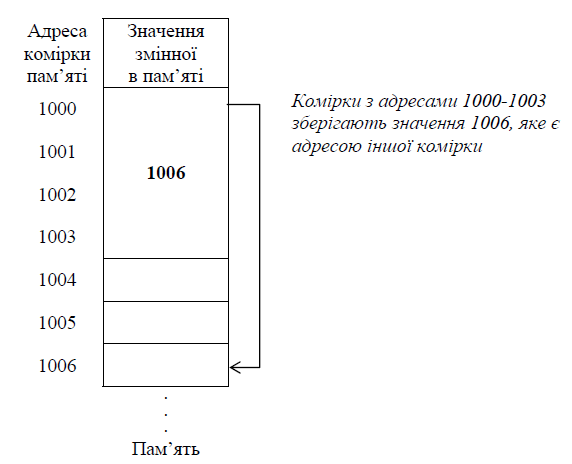 Адреса
комірки
пам’яті
Значення
змінної
в пам’яті
1000
1001
1002
1003
1004
1005
1006
1006
Комірки з адресами 1000-1003
зберігають значення 1006, яке є
адресою іншої комірки
.
.
.
Пам’ять